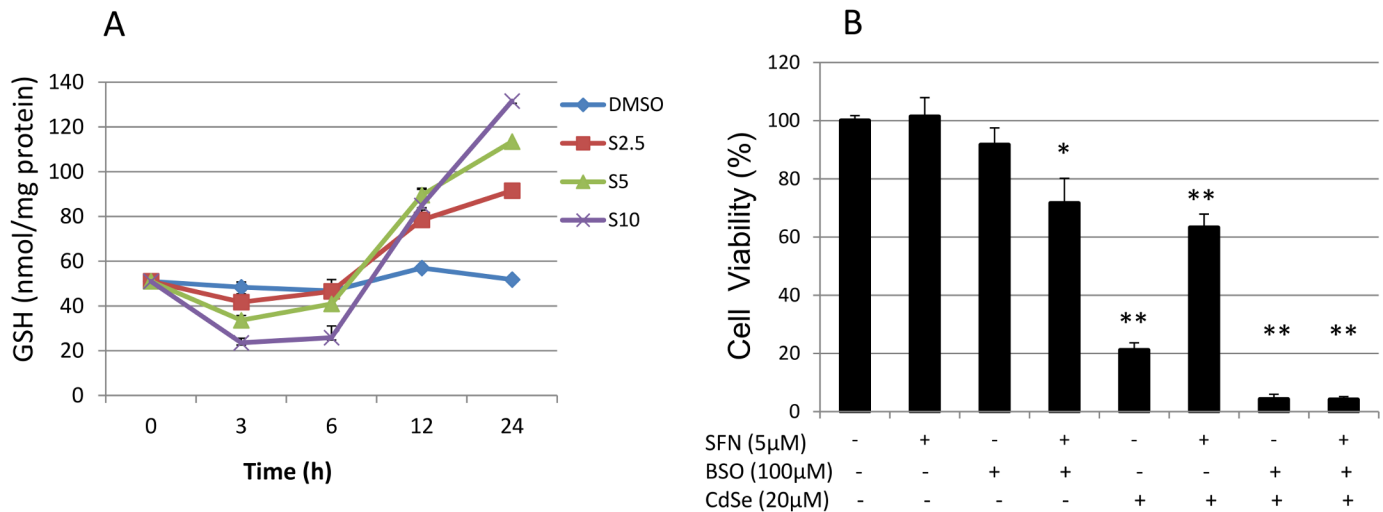 A
GSH (nmol/mg protein)
140
120
100
80
60
40
20
0
0 3 6 12 24
Time (h)
DMSO
S2.5
S5
S10
B
Cell Viability (%)
120
100
80
60
40
20
0
* ** ** ** **
SFN (5μM) - + - + - + - +
BSO (100μM) - - + + - - + +
CdSe (20μM) - - - - + + + +